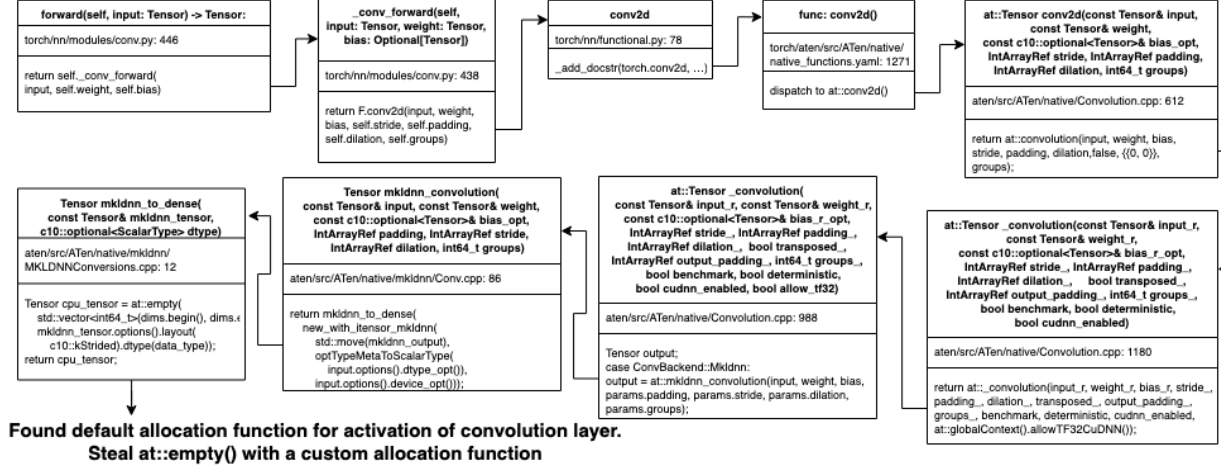 forward(self, input: Tensor) -> Tensor:
torch/nn/modules/conv.py: 446
return self._conv_forward(
input, self.weight, self.bias)
_conv_forward(self,
input: Tensor, weight: Tensor,
bias: Optional[Tensor])
torch/nn/modules/conv.py: 438
return F.conv2d(input, weight,
bias, self.stride, self.padding,
self.dilation, self.groups)
conv2d
torch/nn/functional.py: 78
_add_docstr(torch.conv2d, ...)
func: conv2d()
torch/aten/src/ATen/native/
native_functions.yaml: 1271
dispatch to at::conv2d()
at::Tensor conv2d(const Tensor& input,
const Tensor& weight,
const c10::optional<Tensor>& bias_opt,
IntArrayRef stride, IntArrayRef padding,
IntArrayRef dilation, int64_t groups)
aten/src/ATen/native/Convolution.cpp: 612
return at::convolution(input, weight, bias,
stride, padding, dilation,false, {{0, 0}},
groups);
Tensor mkldnn_to_dense(
const Tensor& mkldnn_tensor,
c10::optional<ScalarType> dtype)
aten/src/ATen/native/mkldnn/
MKLDNNConversions.cpp: 12
Tensor cpu_tensor = at::empty(
std::vector<int64_t>(dims.begin(), dims.e
mkldnn_tensor.options().layout(
c10::kStrided).dtype(data_type));
return cpu_tensor;
Tensor mkldnn_convolution(
const Tensor& input, const Tensor& weight,
const c10::optional<Tensor>& bias_opt,
IntArrayRef padding, IntArrayRef stride,
IntArrayRef dilation, int64_t groups)
aten/src/ATen/native/mkldnn/Conv.cpp: 86
return mkldnn_to_dense(
new_with_itensor_mkldnn(
std::move(mkldnn_output),
optTypeMetaToScalarType(
input.options().dtype_opt()),
input.options().device_opt()));
at::Tensor _convolution(
const Tensor& input_r, const Tensor& weight_r,
const c10::optional<Tensor>& bias_r_opt,
IntArrayRef stride_, IntArrayRef padding_,
IntArrayRef dilation_, bool transposed_,
IntArrayRef output_padding_, int64_t groups_,
bool benchmark, bool deterministic,
bool cudnn_enabled, bool allow_tf32)
aten/src/ATen/native/Convolution.cpp: 988
Tensor output;
case ConvBackend::Mkldnn:
output = at::mkldnn_convolution(input, weight, bias,
params.padding, params.stride, params.dilation,
params.groups);
at::Tensor _convolution(const Tensor& input_r,
const Tensor& weight_r,
const c10::optional<Tensor>& bias_r_opt,
IntArrayRef stride_, IntArrayRef padding_,
IntArrayRef dilation_, bool transposed_,
IntArrayRef output_padding_, int64_t groups_,
bool benchmark, bool deterministic,
bool cudnn_enabled)
aten/src/ATen/native/Convolution.cpp: 1180
return at::_convolution(input_r, weight_r, bias_r, stride_,
padding_, dilation_, transposed_, output_padding_,
groups_, benchmark, deterministic, cudnn_enabled,
at::globalContext().allowTF32CuDNN());
Found default allocation function for activation of convolution layer.
Steal at::empty() with a custom allocation function